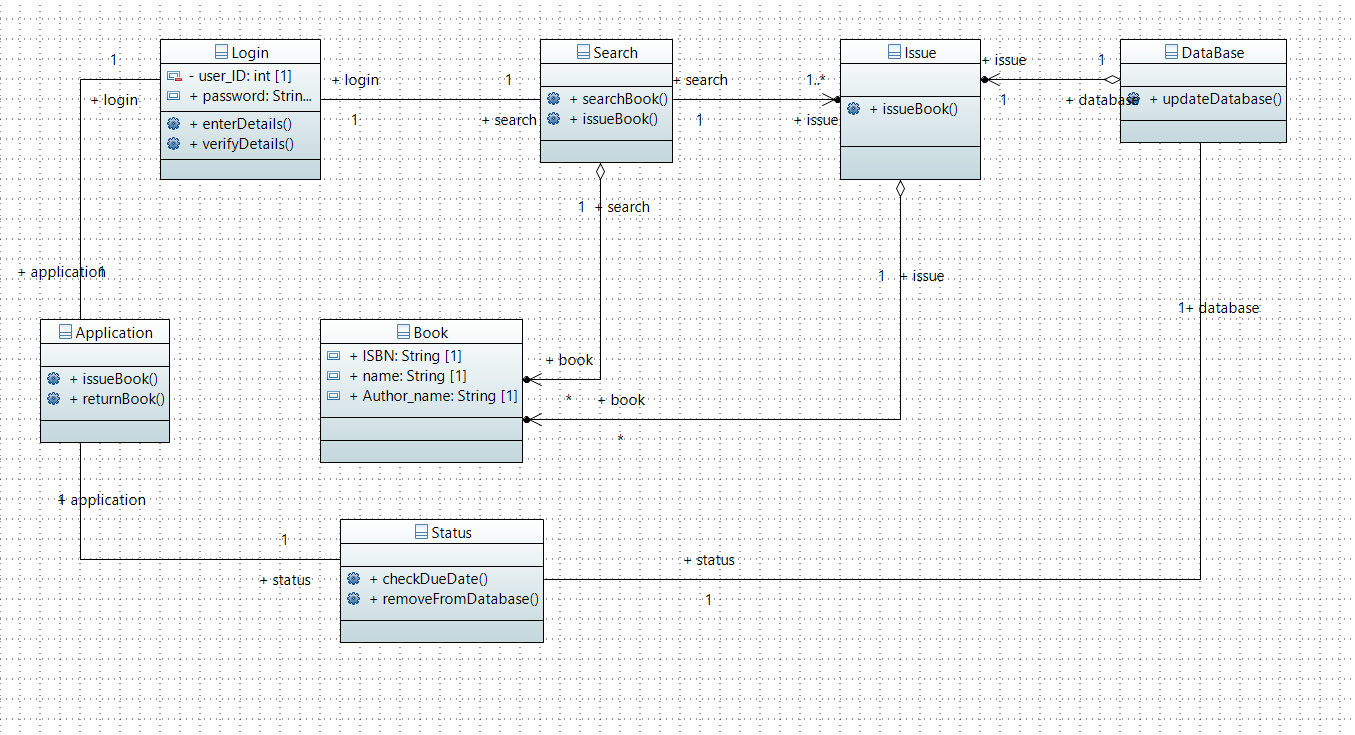 Login
- user_ID: int [1]
+ password: Strin...
+ enterDetails()
+ verifyDetails()
1
+ login
+ login
1
1
+ search
Search
+ searchBook()
+ issueBook()
+ search
1
1..*
+ issue
Issue
+ issueBook()
+ issue
1
1
+ database
DataBase
+ updateDatabase()
1
+ search
1
+ issue
+ application
1
1
+ database
Application
+ issueBook()
+ returnBook()
Book
+ ISBN: String [1]
+ name: String [1]
+ Author_name: String [1]
+ book
*
+ book
*
1
+ application
1
+ status
Status
+ checkDueDate()
+ removeFromDatabase()
+ status
1